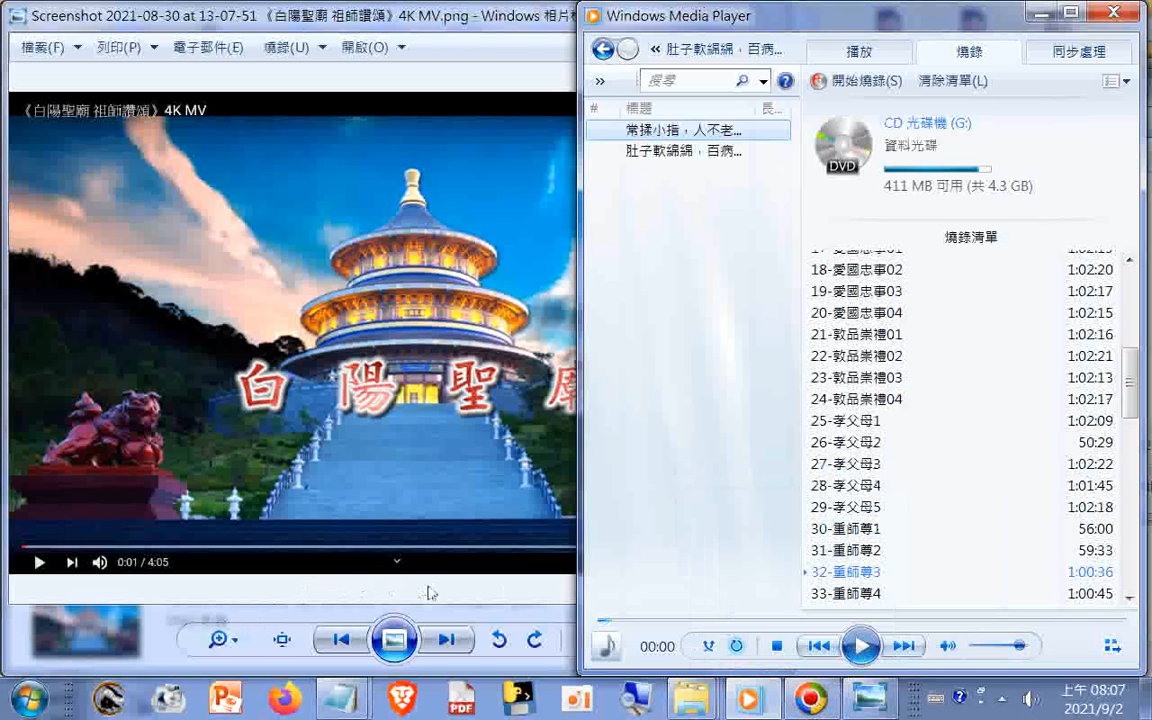 Screenshot 2021-08-30 at 13-07-51 《白陽聖廟 祖師讚頌》4K MV.png - Windows 相片
檔案(F)
列印(P)
電子郵件(E)
燒錄(U)
開啟(O)
《白陽聖廟 祖師讚頌》4K MV
白 陽 聖 廟
0:01 / 4:05
Windows Media Player
« 肚子軟綿綿，百病...
播放
燒錄
同步處理
»
搜尋
開始燒錄(S)
清除清單(L)
# 標題 長...
常揉小指，人不老...
肚子軟綿綿，百病...
CD 光碟機 (G:)
資料光碟
DVD
411 MB 可用 (共 4.3 GB)
燒錄清單
18-愛國忠事02 1:02:20
19-愛國忠事03 1:02:17
20-愛國忠事04 1:02:15
21-敦品崇禮01 1:02:16
22-敦品崇禮02 1:02:21
23-敦品崇禮03 1:02:13
24-敦品崇禮04 1:02:17
25-孝父母1 1:02:09
26-孝父母2 50:29
27-孝父母3 1:02:22
28-孝父母4 1:01:45
29-孝父母5 1:02:18
30-重師尊1 56:00
31-重師尊2 59:33
32-重師尊3 1:00:36
33-重師尊4 1:00:45
00:00
PDF
上午 08:07
2021/9/2